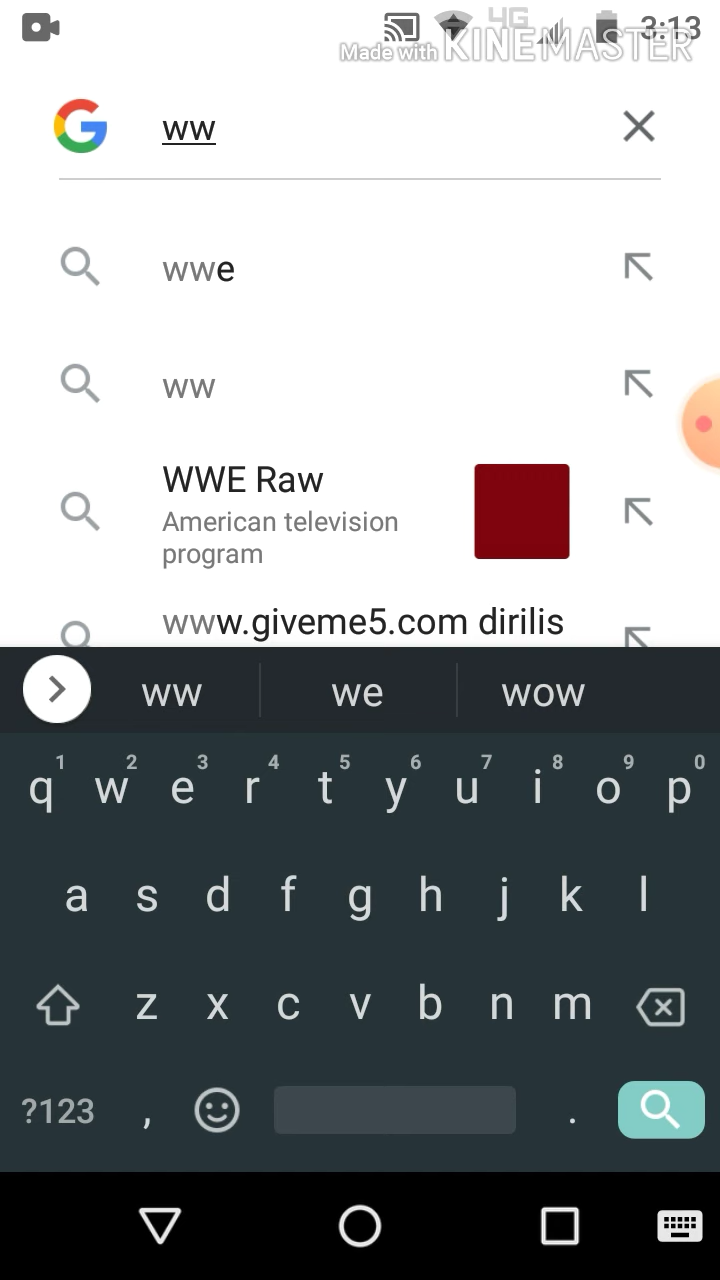 4G 3:13
Made with KINEMASTER
ww
wwe
ww
WWE Raw
American television
program
www.giveme5.com dirilis
ww we wow
1 2 3 4 5 6 7 8 9 0
q w e r t y u i o p
a s d f g h j k l
z x c v b n m
?123 , .